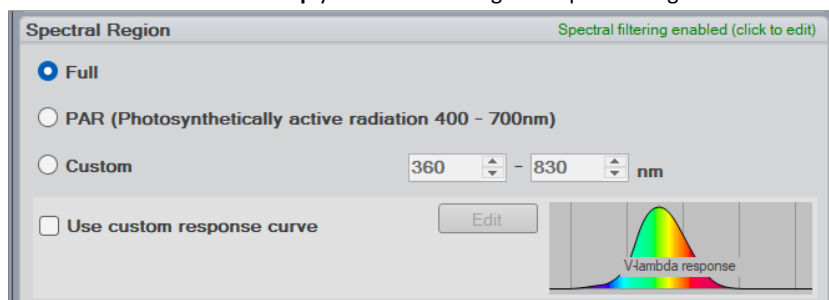 Spectral Region Spectral filtering enabled (click to edit)
Full
PAR (Photosynthetically active radiation 400 - 700nm)
Custom 360 - 830 nm
Use custom response curve Edit
V-lambda response